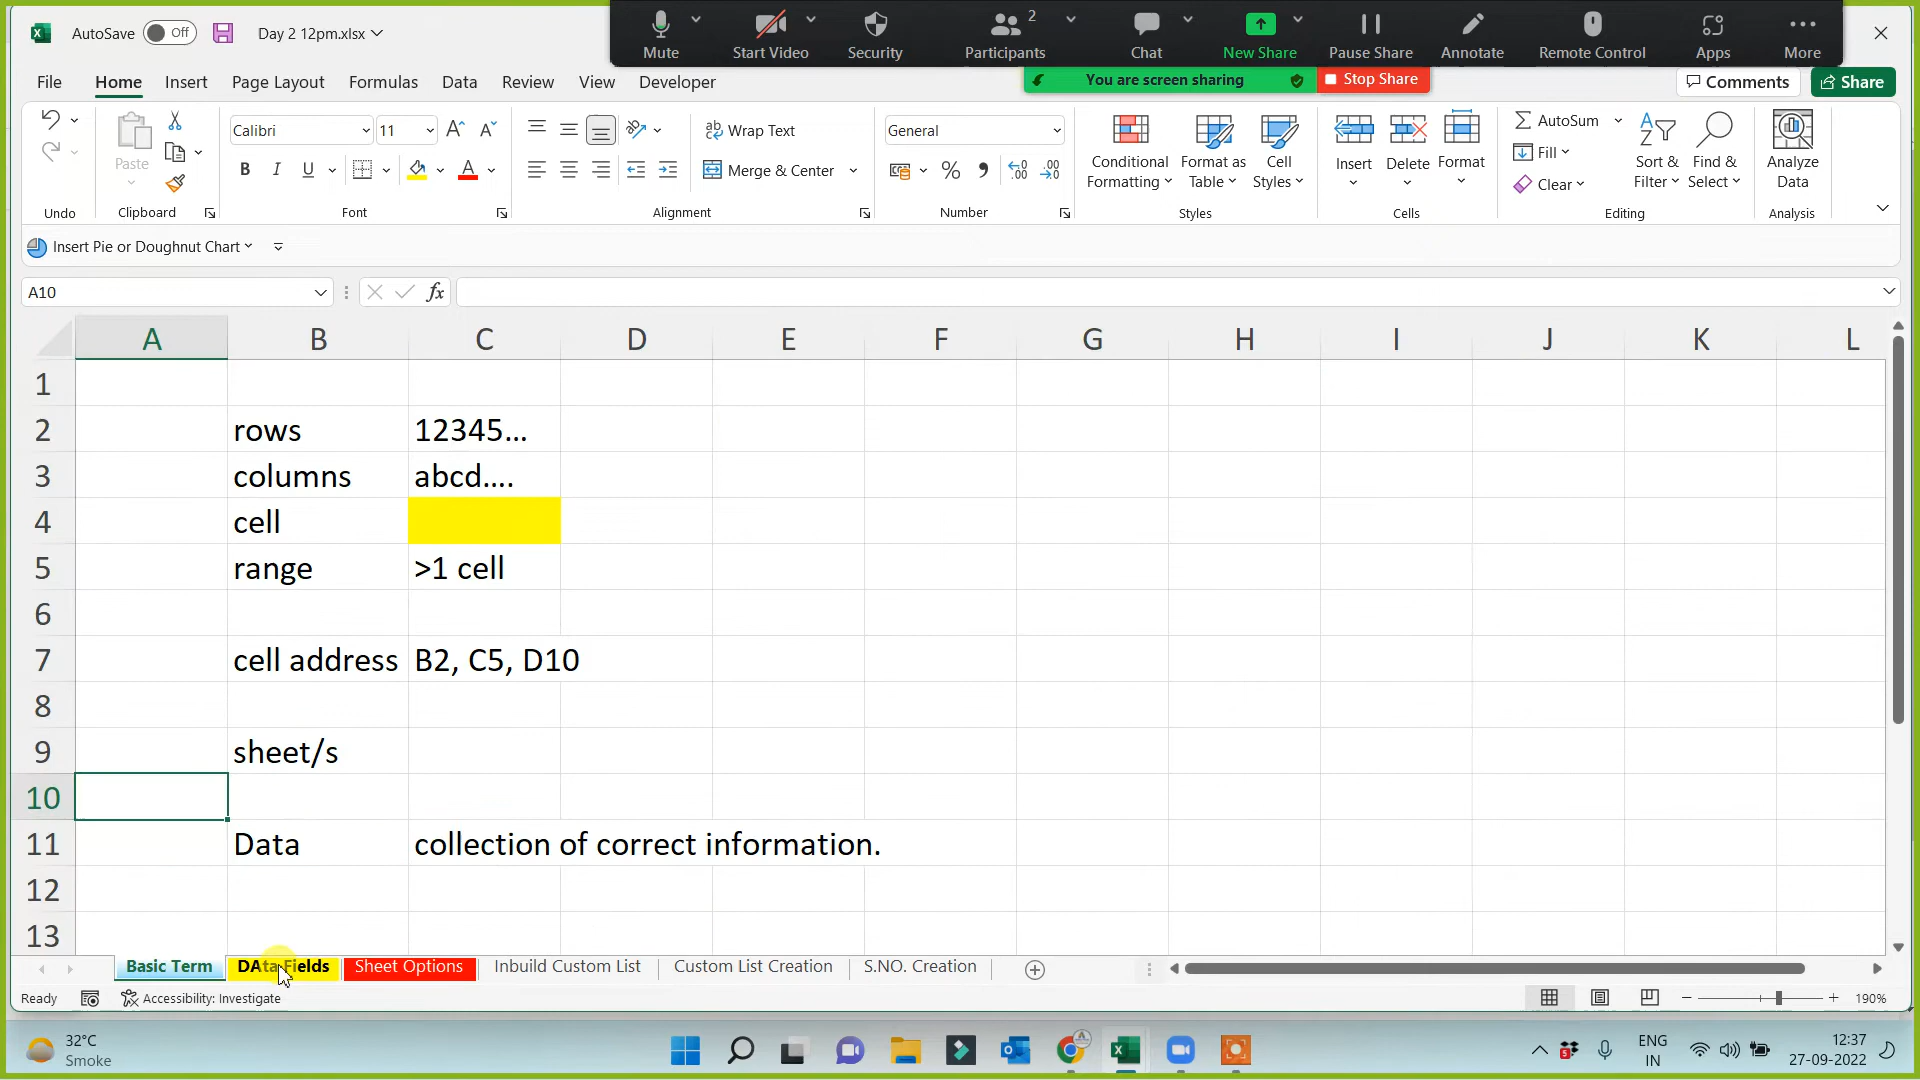 AutoSave Off Day 2 12pm.xlsx
Mute Start Video Security Participants 2 Chat New Share Pause Share Annotate Remote Control Apps More
You are screen sharing Stop Share
File Home Insert Page Layout Formulas Data Review View Developer Comments Share
Paste
Calibri 11
B I U
ab Wrap Text
Merge & Center
General
Conditional Formatting
Format as Table
Cell Styles
Insert Delete Format
AutoSum
Fill
Clear
Sort & Filter
Find & Select
Analyze Data
Undo Clipboard Font Alignment Number Styles Cells Editing Analysis
Insert Pie or Doughnut Chart
A10 fx
A B C D E F G H I J K L
1
2 rows 12345...
3 columns abcd....
4 cell
5 range >1 cell
6
7 cell address B2, C5, D10
8
9 sheet/s
10
11 Data collection of correct information.
12
13
Basic Term DAta Fields Sheet Options Inbuild Custom List Custom List Creation S.NO. Creation
Ready Accessibility: Investigate 190%
32°C
Smoke
ENG
IN
12:37
27-09-2022